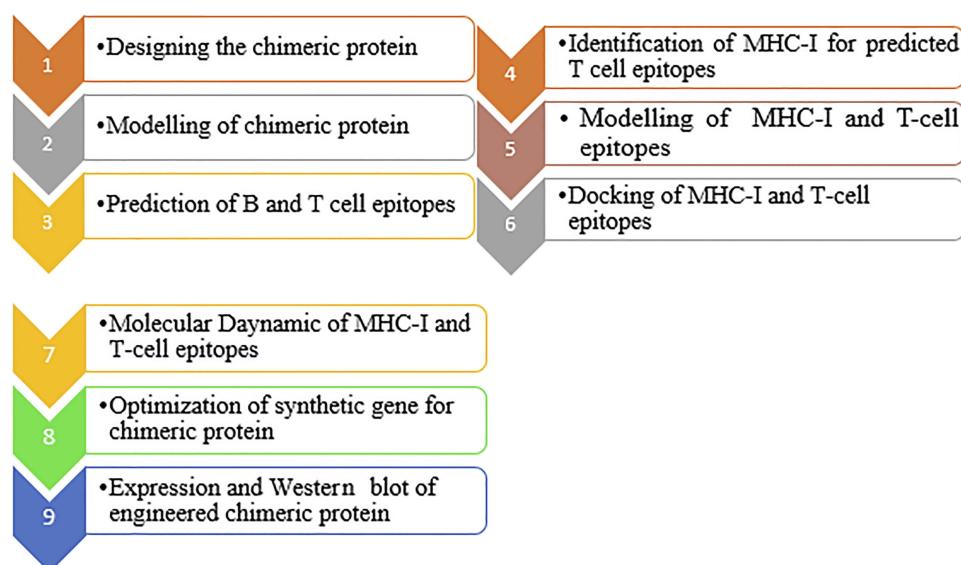 1
•Designing the chimeric protein
2
•Modelling of chimeric protein
3
•Prediction of B and T cell epitopes
4
•Identification of MHC-I for predicted
T cell epitopes
5
• Modelling of MHC-I and T-cell
epitopes
6
•Docking of MHC-I and T-cell
epitopes
7
•Molecular Daynamic of MHC-I and
T-cell epitopes
8
•Optimization of synthetic gene for
chimeric protein
9
•Expression and Western blot of
engineered chimeric protein